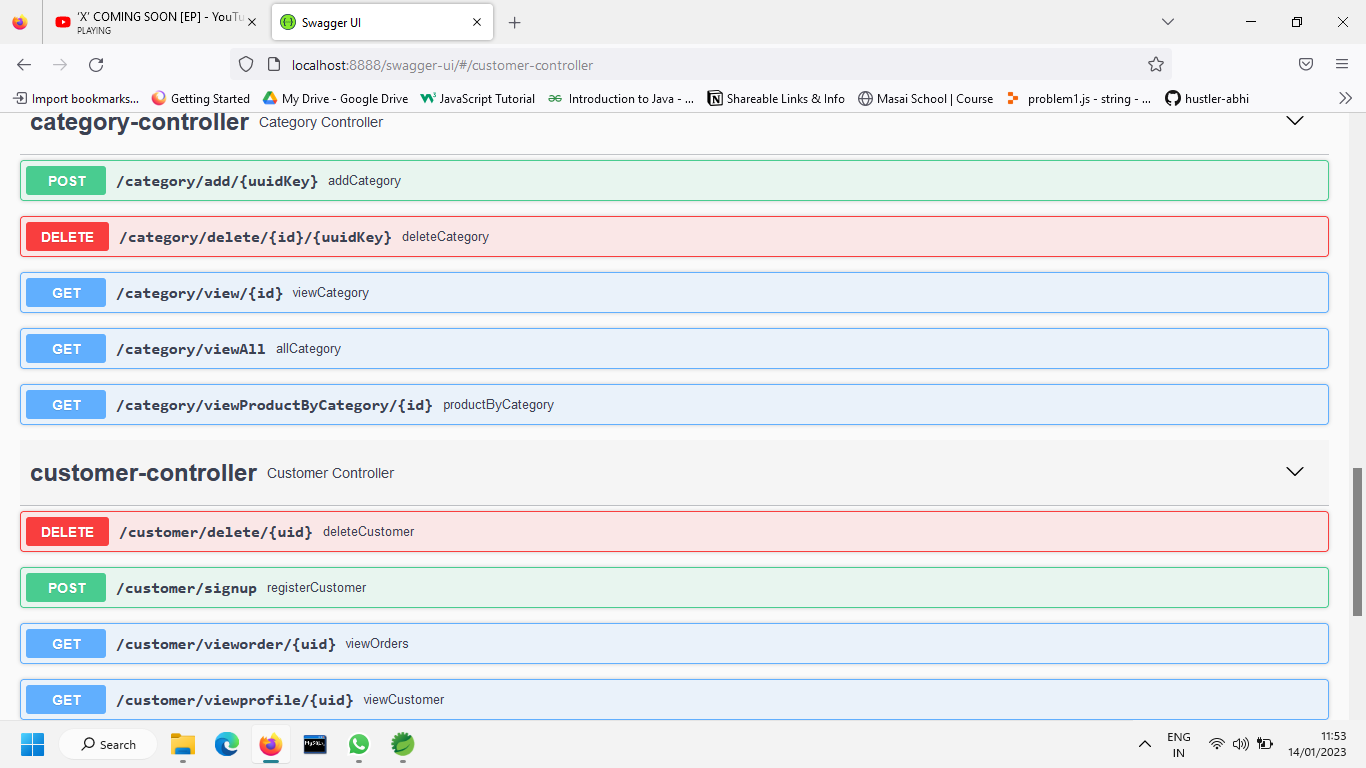 'X' COMING SOON [EP] - YouTu
PLAYING
Swagger UI
localhost:8888/swagger-ui/#/customer-controller
Import bookmarks...
Getting Started
My Drive - Google Drive
JavaScript Tutorial
Introduction to Java - ...
Shareable Links & Info
Masai School | Course
problem1.js - string - ...
hustler-abhi
category-controller Category Controller
POST /category/add/{uuidKey} addCategory
DELETE /category/delete/{id}/{uuidKey} deleteCategory
GET /category/view/{id} viewCategory
GET /category/viewAll allCategory
GET /category/viewProductByCategory/{id} productByCategory
customer-controller Customer Controller
DELETE /customer/delete/{uid} deleteCustomer
POST /customer/signup registerCustomer
GET /customer/vieworder/{uid} viewOrders
GET /customer/viewprofile/{uid} viewCustomer
Search
MySQL
ENG
IN
11:53
14/01/2023